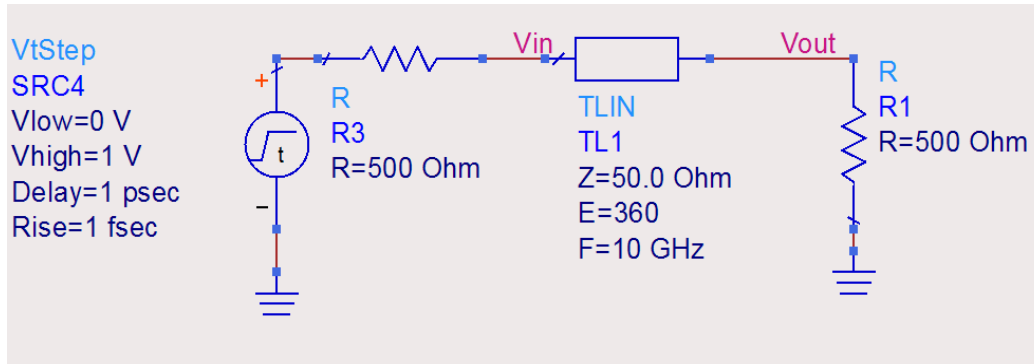 VtStep
SRC4
Vlow=0 V
Vhigh=1 V
Delay=1 psec
Rise=1 fsec
+
t
−
R
R3
R=500 Ohm
Vin
TLIN
TL1
Z=50.0 Ohm
E=360
F=10 GHz
Vout
R
R1
R=500 Ohm